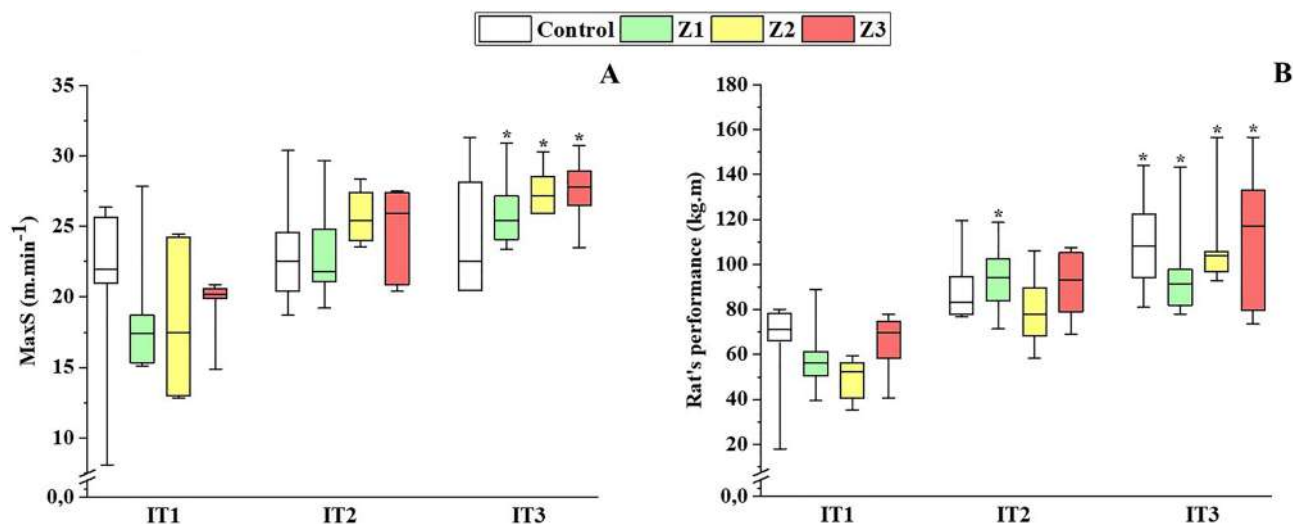 Control Z1 Z2 Z3
A
B
MaxS (m.min⁻¹)
35
30
25
20
15
10
0,0
IT1 IT2 IT3
* * *
Rat's performance (kg.m)
180
160
140
120
100
80
60
40
20
0,0
IT1 IT2 IT3
* * * * *